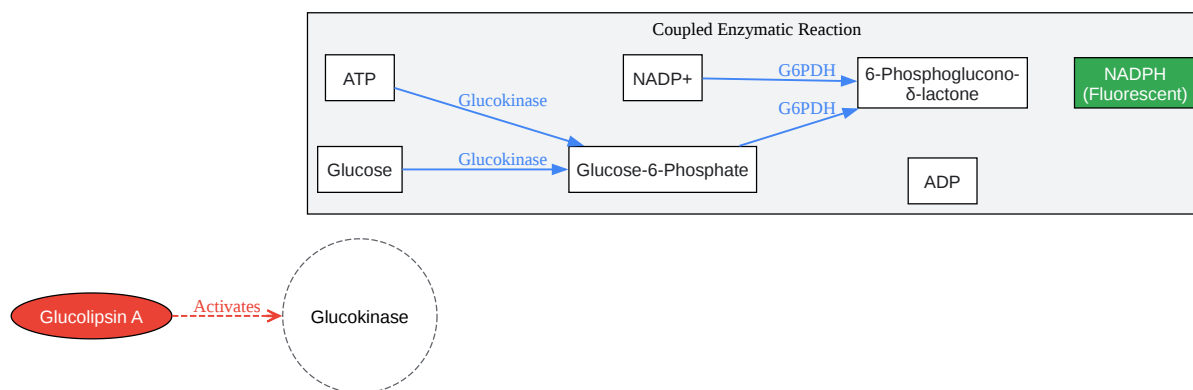 Coupled Enzymatic Reaction
ATP
NADP+
G6PDH
6-Phosphoglucono-
δ-lactone
NADPH
(Fluorescent)
Glucokinase
G6PDH
Glucose
Glucokinase
Glucose-6-Phosphate
ADP
Glucolipsin A
Activates
Glucokinase